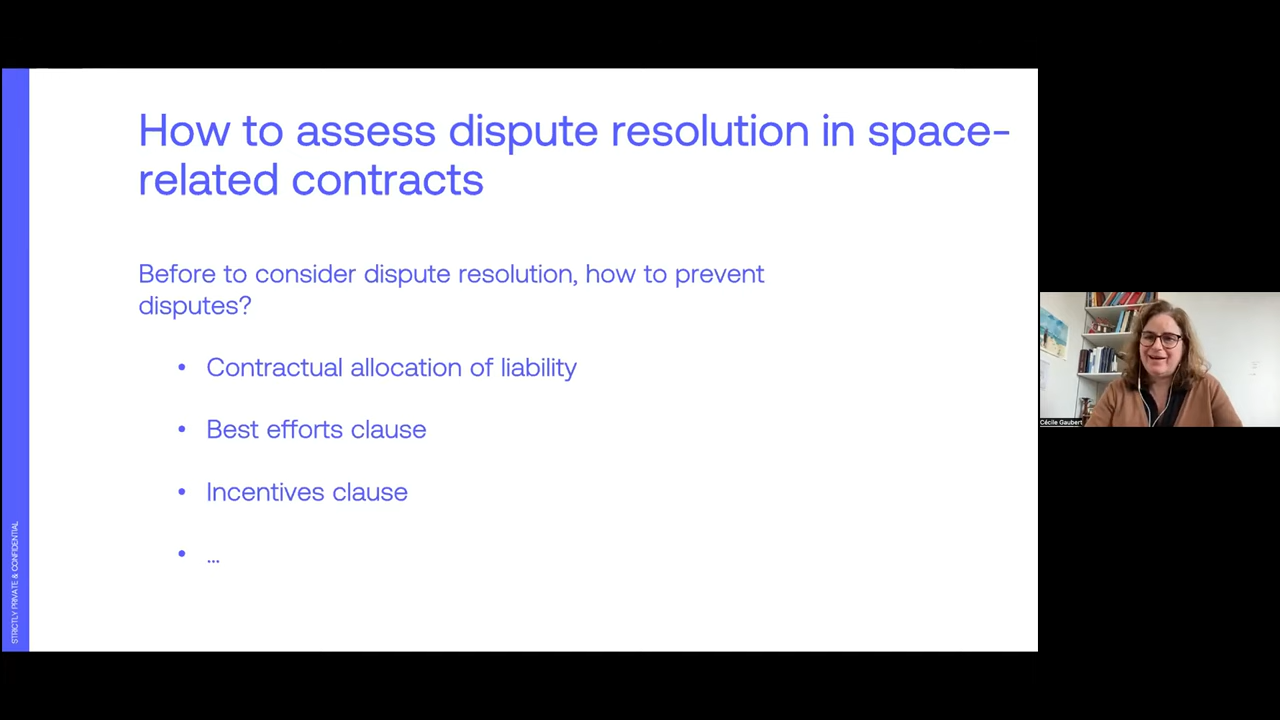 How to assess dispute resolution in space-
related contracts
Before to consider dispute resolution, how to prevent
disputes?
• Contractual allocation of liability
• Best efforts clause
• Incentives clause
• ...
STRICTLY PRIVATE & CONFIDENTIAL
Cécile Gaubert